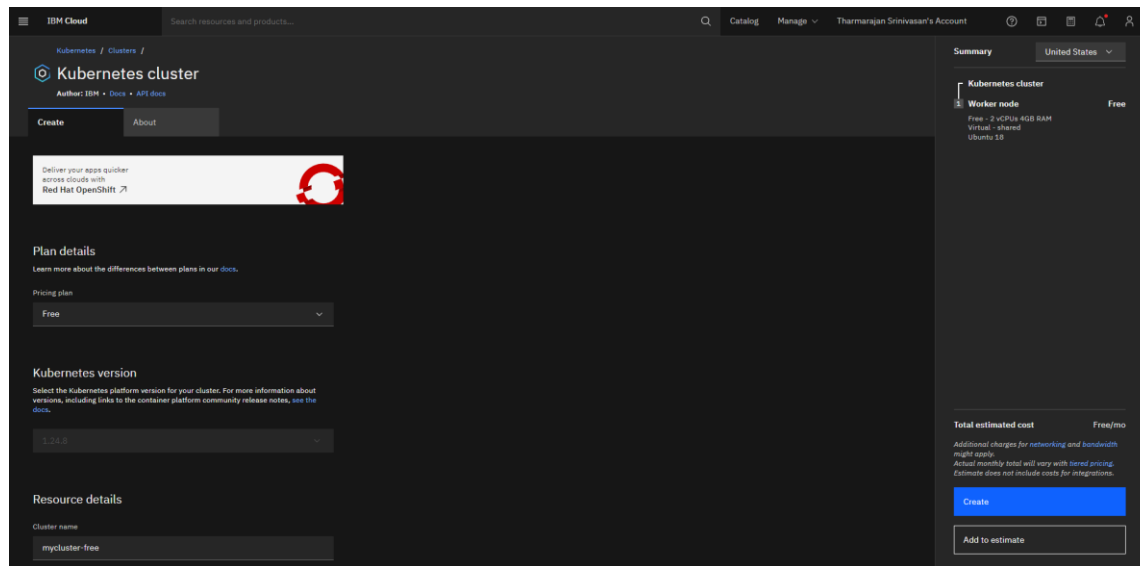 IBM Cloud
Search resources and products...
Catalog
Manage
Tharmarajan Srinivasan's Account
Kubernetes / Clusters /
Kubernetes cluster
Author: IBM • Docs • API docs
Create
About
Deliver your apps quicker
across clouds with
Red Hat OpenShift
Plan details
Learn more about the differences between plans in our docs.
Pricing plan
Free
Kubernetes version
Select the Kubernetes platform version for your cluster. For more information about
versions, including links to the container platform community release notes, see the
docs.
1.24.8
Resource details
Cluster name
mycluster-free
Summary
United States
Kubernetes cluster
1 Worker node Free
Free - 2 vCPUs 4GB RAM
Virtual - shared
Ubuntu 18
Total estimated cost Free/mo
Additional charges for networking and bandwidth
might apply.
Actual monthly total will vary with tiered pricing.
Estimate does not include costs for integrations.
Create
Add to estimate